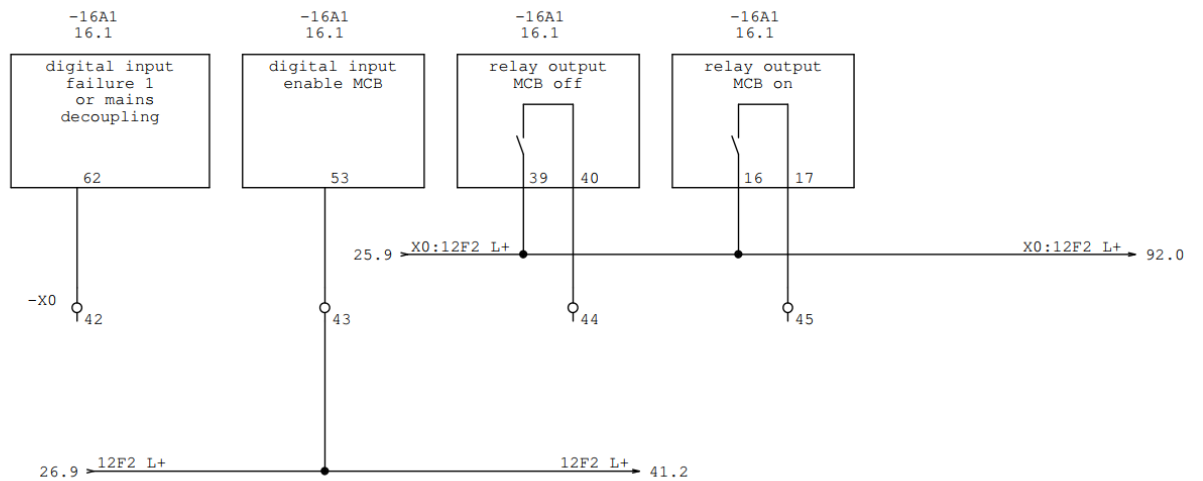 -16A1
16.1
digital input
failure 1
or mains
decoupling
62
-16A1
16.1
digital input
enable MCB
53
-16A1
16.1
relay output
MCB off
39 40
-16A1
16.1
relay output
MCB on
16 17
25.9 X0:12F2 L+ X0:12F2 L+ 92.0
-X0 42 43 44 45
26.9 12F2 L+ 12F2 L+ 41.2